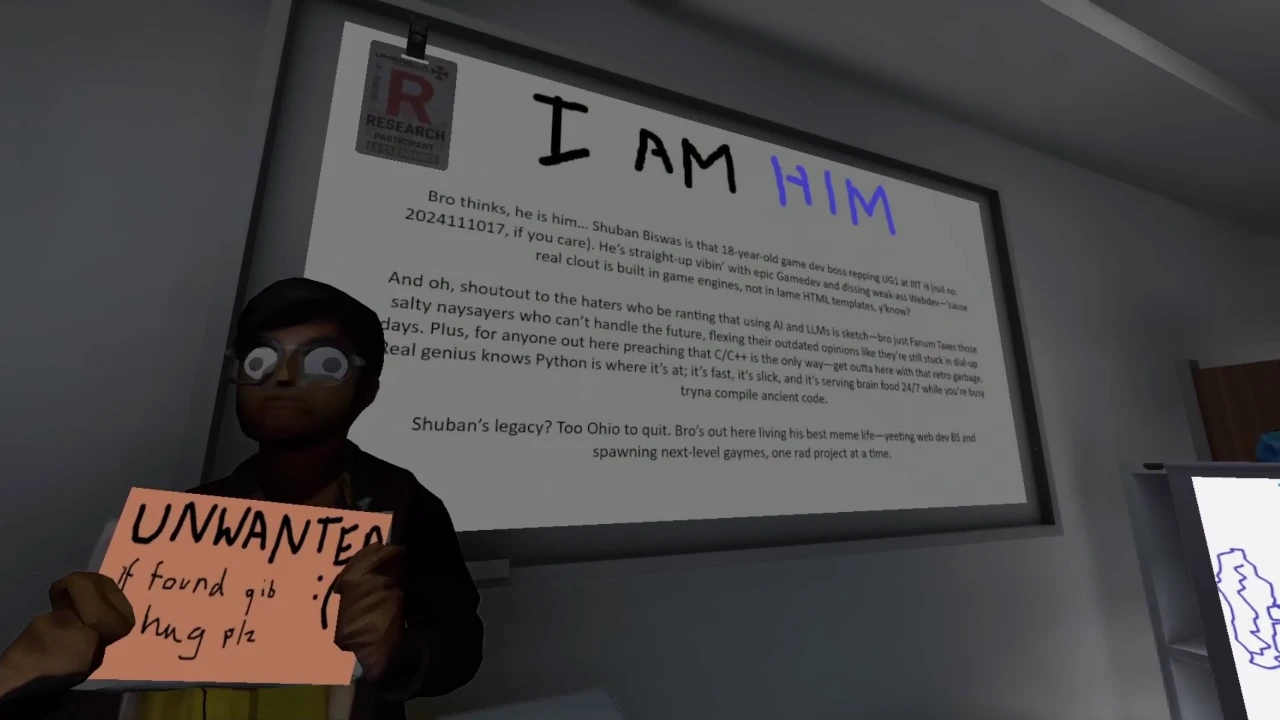 R
RESEARCH
PARTICIPANT
I AM HIM
Bro thinks, he is him... Shuban Biswas is that 18-year-old game dev boss repping UG1 at IIIT H (roll no.
2024111017, if you care). He's straight-up vibin' with epic Gamedev and dissing weak-ass Webdev—'cause
real clout is built in game engines, not in lame HTML templates, y'know?
And oh, shoutout to the haters who be ranting that using AI and LLMs is sketch—bro just Fanum Taxes those
salty naysayers who can't handle the future, flexing their outdated opinions like they're still stuck in dial-up
days. Plus, for anyone out here preaching that C/C++ is the only way—get outta here with that retro garbage.
Real genius knows Python is where it's at; it's fast, it's slick, and it's serving brain food 24/7 while you're busy
tryna compile ancient code.
Shuban's legacy? Too Ohio to quit. Bro's out here living his best meme life—yeeting web dev BS and
spawning next-level gaymes, one rad project at a time.
UNWANTED
if found gib :(
hug plz